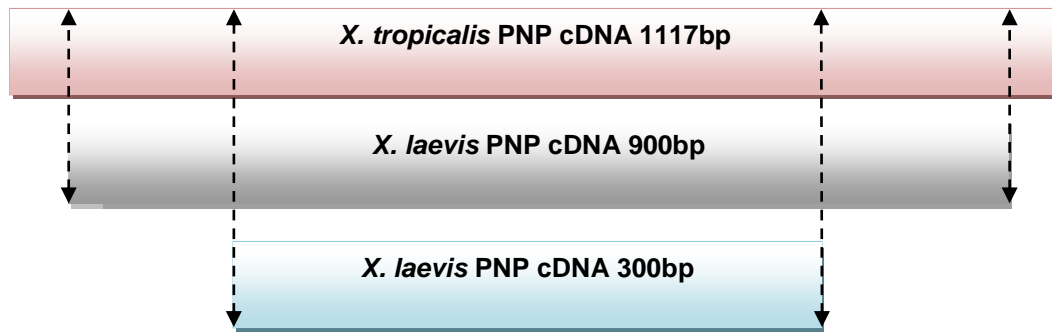 X. tropicalis PNP cDNA 1117bp
X. laevis PNP cDNA 900bp
X. laevis PNP cDNA 300bp